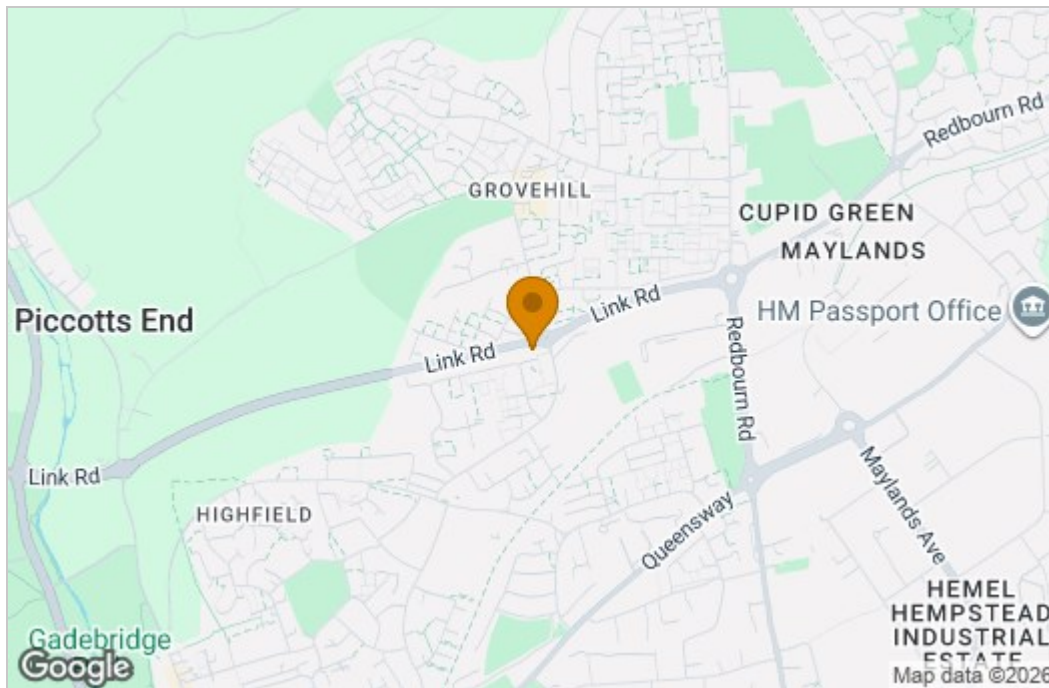 Redbourn Rd
GROVEHILL
CUPID GREEN
MAYLANDS
Piccotts End
Link Rd
HM Passport Office
Link Rd
Redbourn Rd
Link Rd
HIGHFIELD
Queensway
Maylands Ave
HEMEL
HEMPSTEAD
INDUSTRIAL
ESTATE
Gadebridge
Google
Map data ©2026